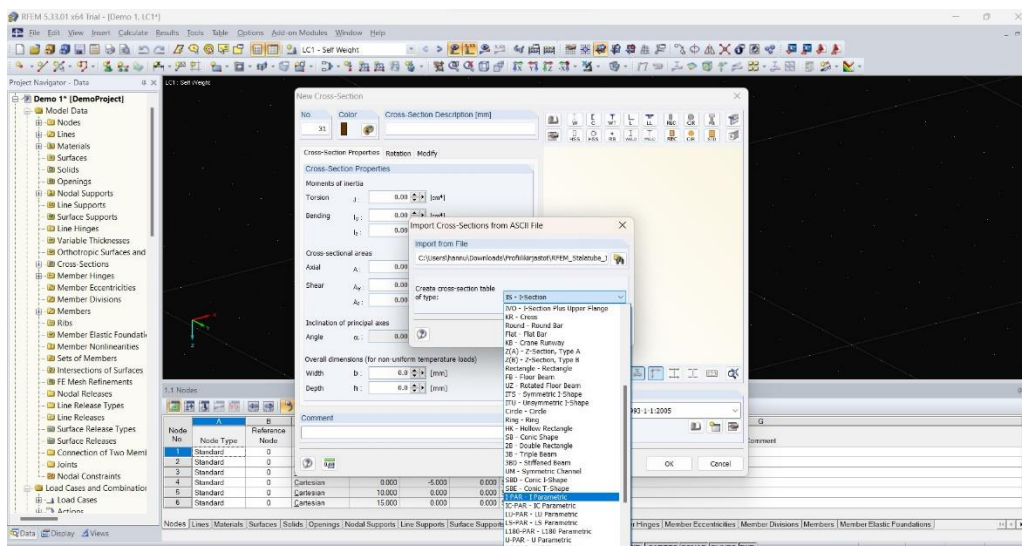 RFEM 5.33.01 x64 Trial - [Demo 1, LC1*]
File Edit View Insert Calculate Results Tools Table Options Add-on Modules Window Help
LC1 - Self Weight
Project Navigator - Data
LC1: Self Weight
Demo 1* [DemoProject]
Model Data
Nodes
Lines
Materials
Surfaces
Solids
Openings
Nodal Supports
Line Supports
Surface Supports
Line Hinges
Variable Thicknesses
Orthotropic Surfaces and
Cross-Sections
Member Hinges
Member Eccentricities
Member Divisions
Members
Ribs
Member Elastic Foundati
Member Nonlinearities
Sets of Members
Intersections of Surfaces
FE Mesh Refinements
Nodal Releases
Line Release Types
Line Releases
Surface Release Types
Surface Releases
Connection of Two Memi
Joints
Nodal Constraints
Load Cases and Combination
Load Cases
Actions
Data Display Views
New Cross-Section
No. Color Cross-Section Description [mm]
31
Cross-Section Properties Rotation Modify
Cross-Section Properties
Moments of inertia
Torsion J : 0.00 [cm⁴]
Bending Iy : 0.00 [cm⁴]
Iz : 0.00
Cross-sectional areas
Axial A : 0.00
Shear Ay : 0.00
Az : 0.00
Inclination of principal axes
Angle α : 0.00
Overall dimensions (for non-uniform temperature loads)
Width b : 0.0 [mm]
Depth h : 0.0 [mm]
Comment
993-1-1:2005
OK Cancel
Import Cross-Sections from ASCII File
Import from File
C:\Users\hannu\Downloads\Profiilikirjastot\RFEM_Stalatube_1
Create cross-section table
of type:
IS - I-Section
IVO - I-Section Plus Upper Flange
KR - Cross
Round - Round Bar
Flat - Flat Bar
KB - Crane Runway
Z(A) - Z-Section, Type A
Z(B) - Z-Section, Type B
Rectangle - Rectangle
FB - Floor Beam
UZ - Rotated Floor Beam
ITS - Symmetric I-Shape
ITU - Unsymmetric I-Shape
Circle - Circle
Ring - Ring
HK - Hollow Rectangle
SB - Conic Shape
2B - Double Rectangle
3B - Triple Beam
3BD - Stiffened Beam
UM - Symmetric Channel
SBD - Conic I-Shape
SBE - Conic T-Shape
I-PAR - I Parametric
IC-PAR - IC Parametric
LU-PAR - LU Parametric
LS-PAR - LS Parametric
L180-PAR - L180 Parametric
U-PAR - U Parametric
1.1 Nodes
A B G
Node Reference
No. Node Type Node Comment
1 Standard 0
2 Standard 0
3 Standard 0
4 Standard 0 Cartesian 0.000 -5.000 0.000
5 Standard 0 Cartesian 10.000 0.000 0.000
6 Standard 0 Cartesian 15.000 0.000 0.000
Nodes Lines Materials Surfaces Solids Openings Nodal Supports Line Supports Surface Supports r Hinges Member Eccentricities Member Divisions Members Member Elastic Foundations